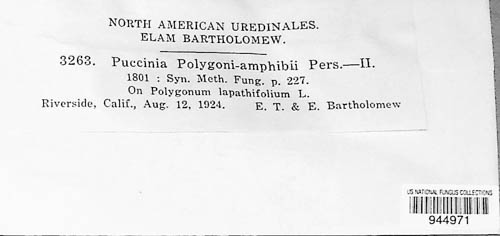 NORTH AMERICAN UREDINALES.
ELAM BARTHOLOMEW.
3263. Puccinia Polygoni-amphibii Pers.—II.
1801 : Syn. Meth. Fung. p. 227.
On Polygonum lapathifolium L.
Riverside, Calif., Aug. 12, 1924. E. T. & E. Bartholomew
US NATIONAL FUNGUS COLLECTIONS
944971